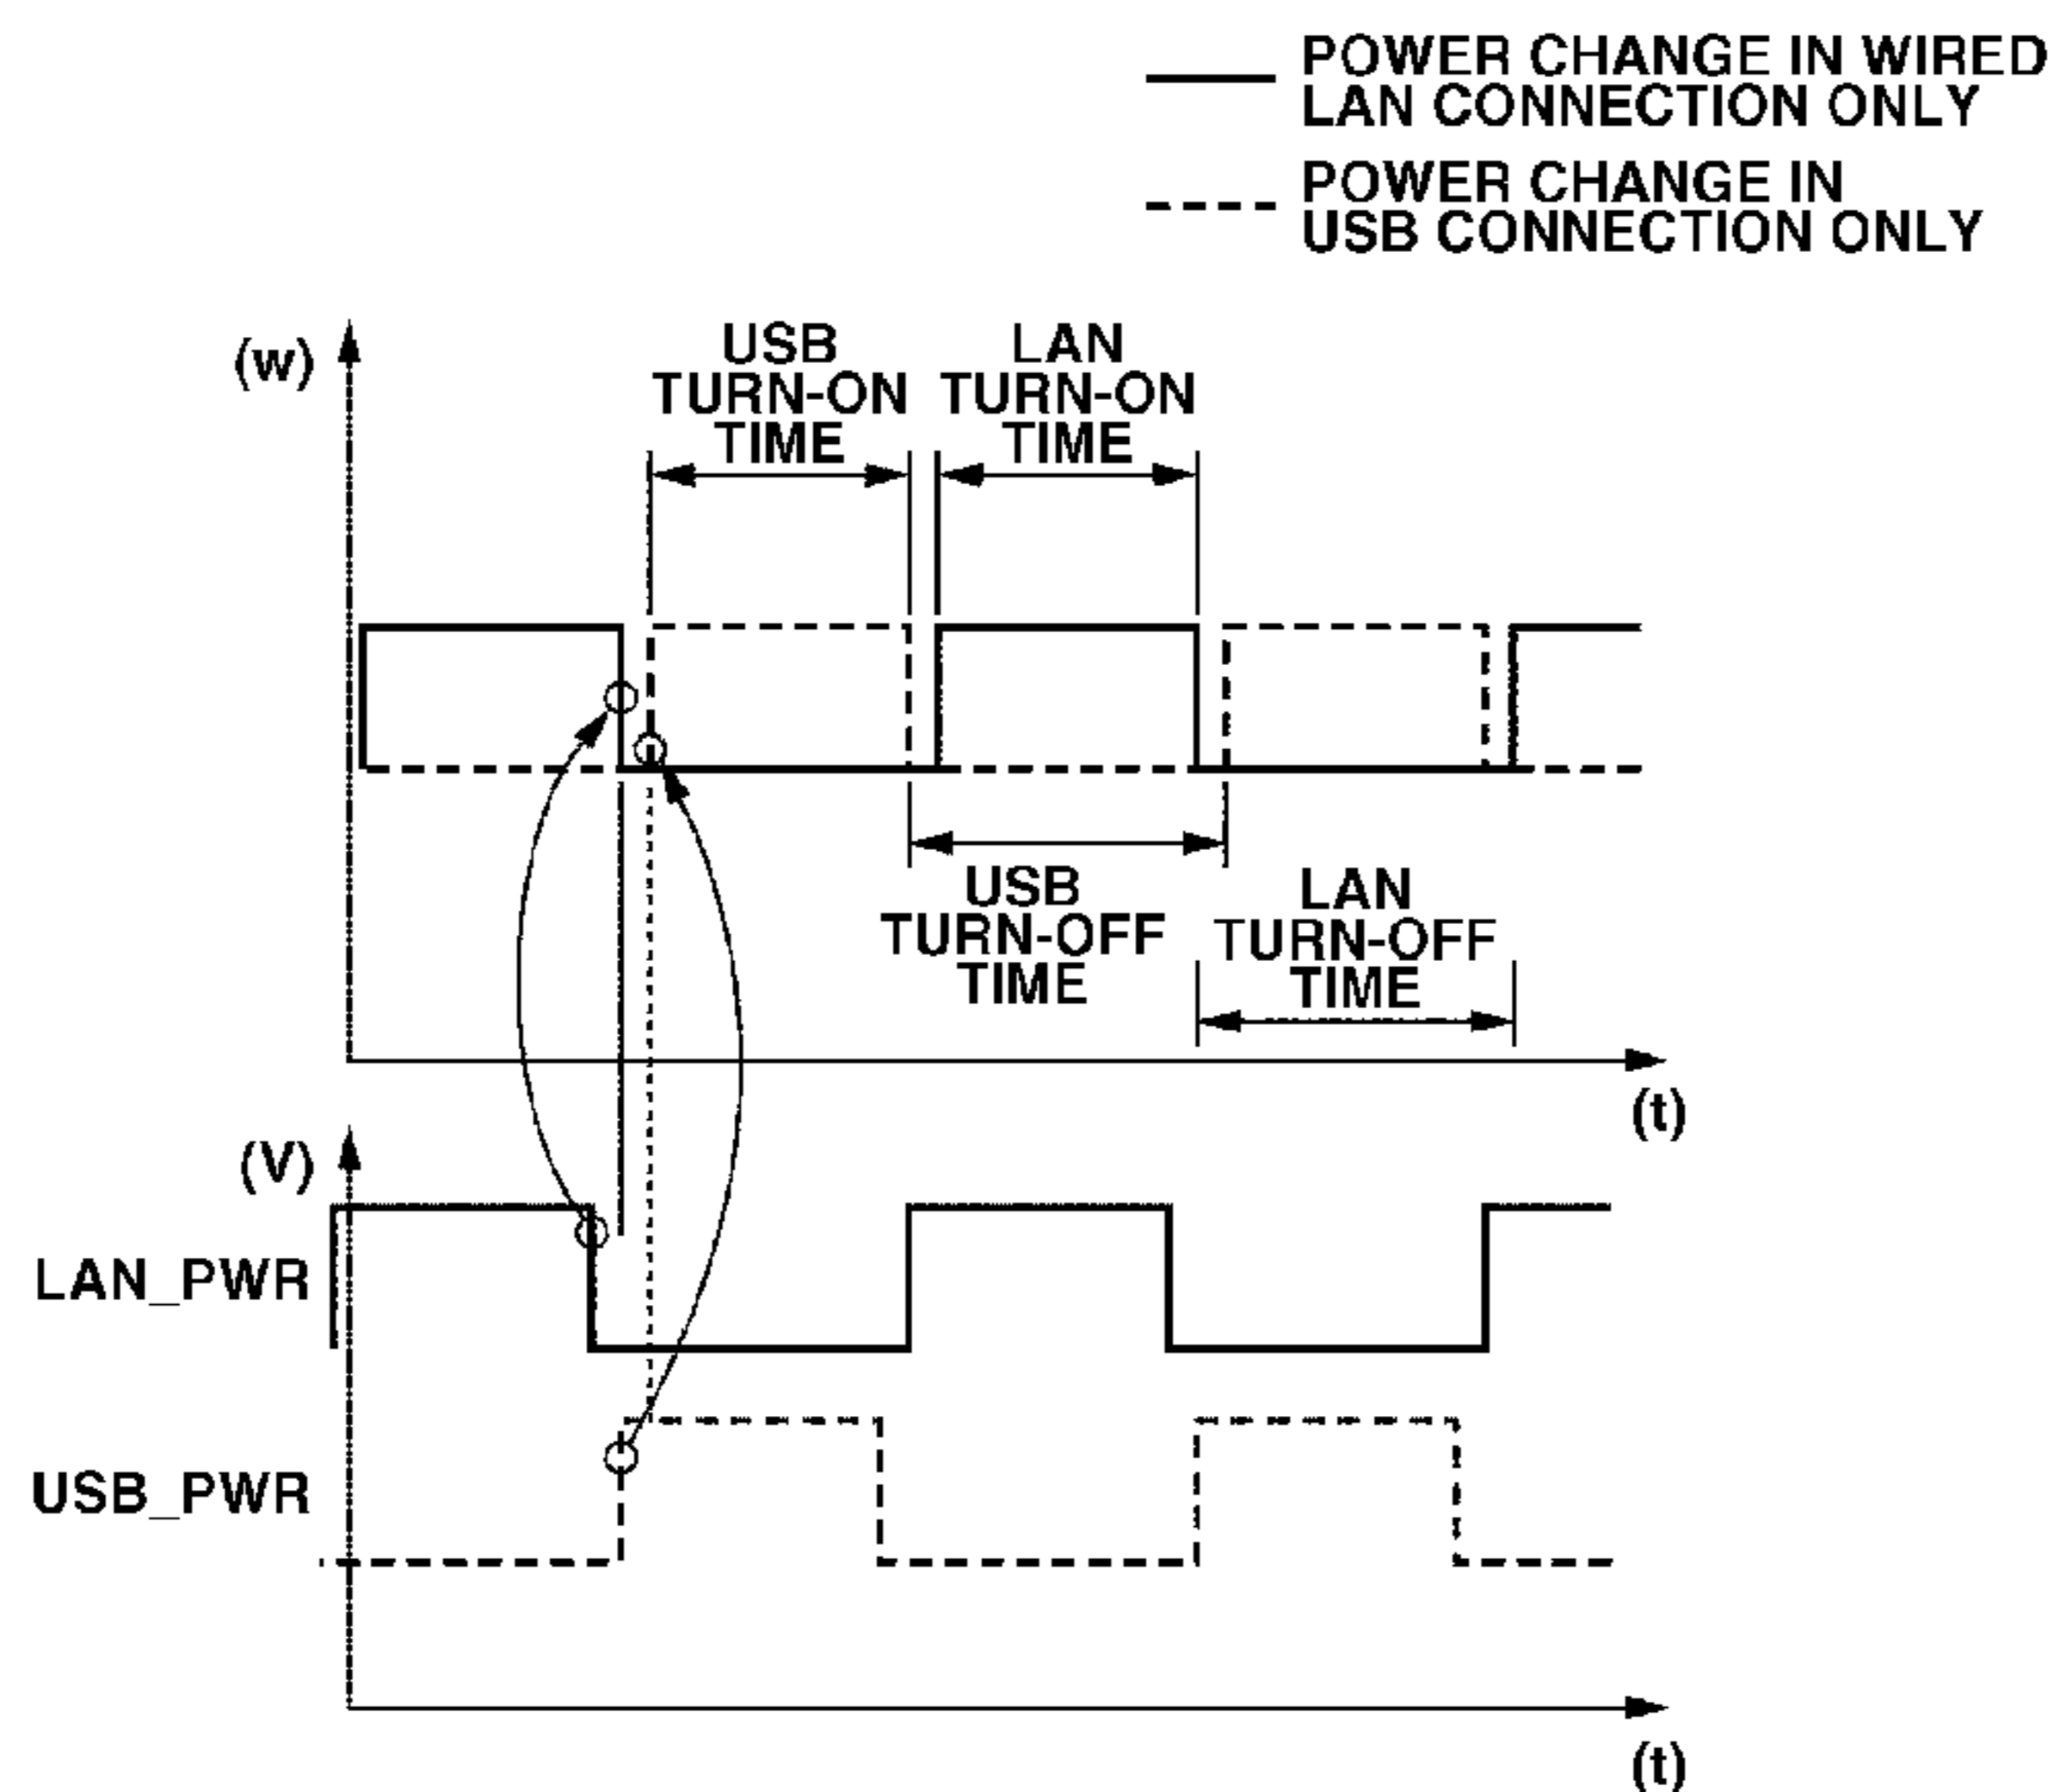 POWER CHANGE IN WIRED
LAN CONNECTION ONLY
POWER CHANGE IN
USB CONNECTION ONLY
(w)
USB
TURN-ON
TIME
LAN
TURN-ON
TIME
USB
TURN-OFF
TIME
LAN
TURN-OFF
TIME
(t)
(V)
LAN_PWR
USB_PWR
(t)